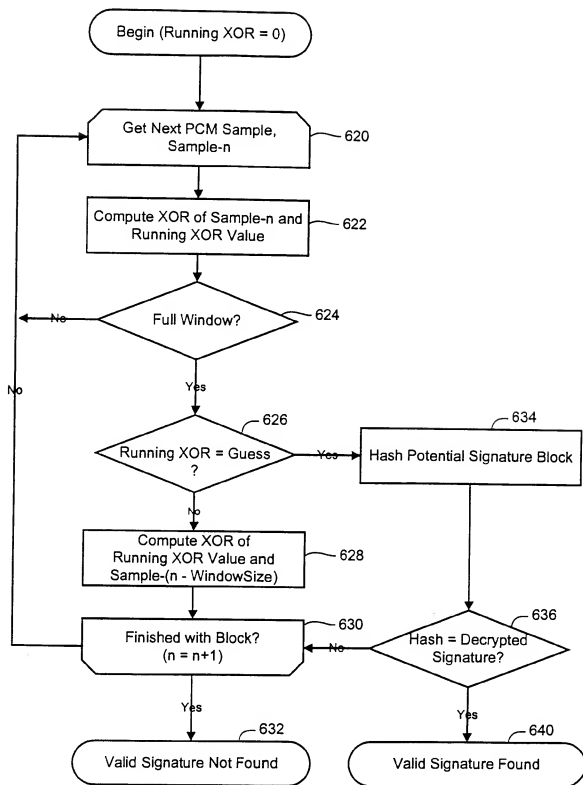 Begin (Running XOR = 0)
Get Next PCM Sample,
Sample-n
620
Compute XOR of Sample-n and
Running XOR Value
622
Full Window?
624
No
Yes
No
626
634
Running XOR = Guess
?
Yes
Hash Potential Signature Block
No
Compute XOR of
Running XOR Value and
Sample-(n - WindowSize)
628
630
636
Finished with Block?
(n = n+1)
No
Hash = Decrypted
Signature?
Yes
Yes
632
640
Valid Signature Not Found
Valid Signature Found